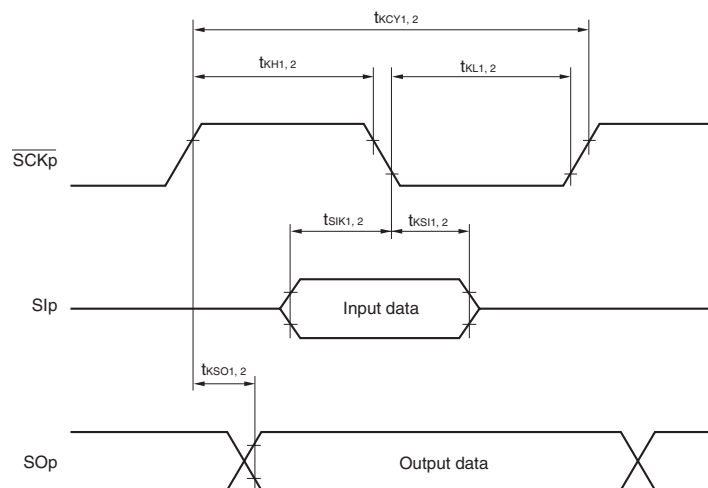 tKCY1, 2
tKH1, 2
tKL1, 2
SCKp
tSIK1, 2
tKSI1, 2
SIp
Input data
tKSO1, 2
SOp
Output data